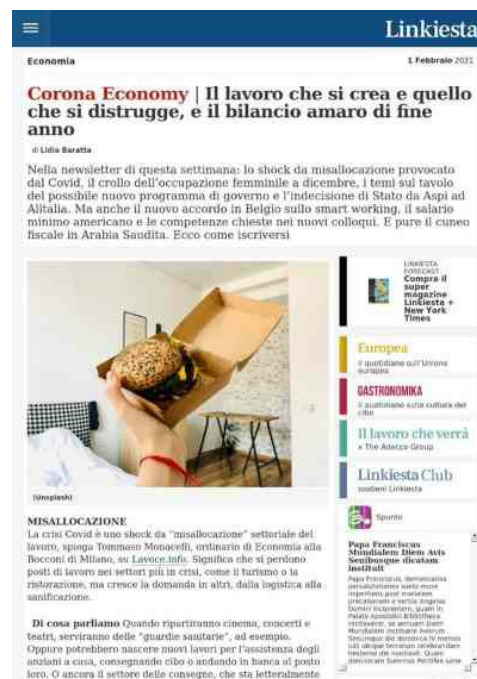 Linkiesta
Economia
1 Febbraio 2021
Corona Economy | Il lavoro che si crea e quello
che si distrugge, e il bilancio amaro di fine
anno
di Lidia Baratta
Nella newsletter di questa settimana: lo shock da misallocazione provocato
dal Covid, il crollo dell'occupazione femminile a dicembre, i temi sul tavolo
del possibile nuovo programma di governo e l'indecisione di Stato da Aspi ad
Alitalia. Ma anche il nuovo accordo in Belgio sullo smart working, il salario
minimo americano e le competenze chieste nei nuovi colloqui. E pure il cuneo
fiscale in Arabia Saudita. Ecco come iscriversi
(Unsplash)
MISALLOCAZIONE
La crisi Covid è uno shock da "misallocazione" settoriale del
lavoro, spiega Tommaso Monacelli, ordinario di Economia alla
Bocconi di Milano, su Lavoce.info. Significa che si perdono
posti di lavoro nei settori più in crisi, come il turismo o la
ristorazione, ma cresce la domanda in altri, dalla logistica alla
sanificazione.
Di cosa parliamo Quando ripartiranno cinema, concerti e
teatri, serviranno delle "guardie sanitarie", ad esempio.
Oppure potrebbero nascere nuovi lavori per l'assistenza degli
anziani a casa, consegnando cibo o andando in banca al posto
loro. O ancora il settore delle consegne, che sta letteralmente
LINKIESTA
FORECAST
Compra il
super
magazine
Linkiesta +
New York
Times
Europea
Il quotidiano sull'Unione
europea
GASTRONOMIKA
Il quotidiano sulla cultura del
cibo
Il lavoro che verrà
x The Adecco Group
Linkiesta Club
sostieni Linkiesta
Spunto
Papa Franciscus
Mundialem Diem Avis
Senibusque dicatam
instituit
Papa Franciscus,